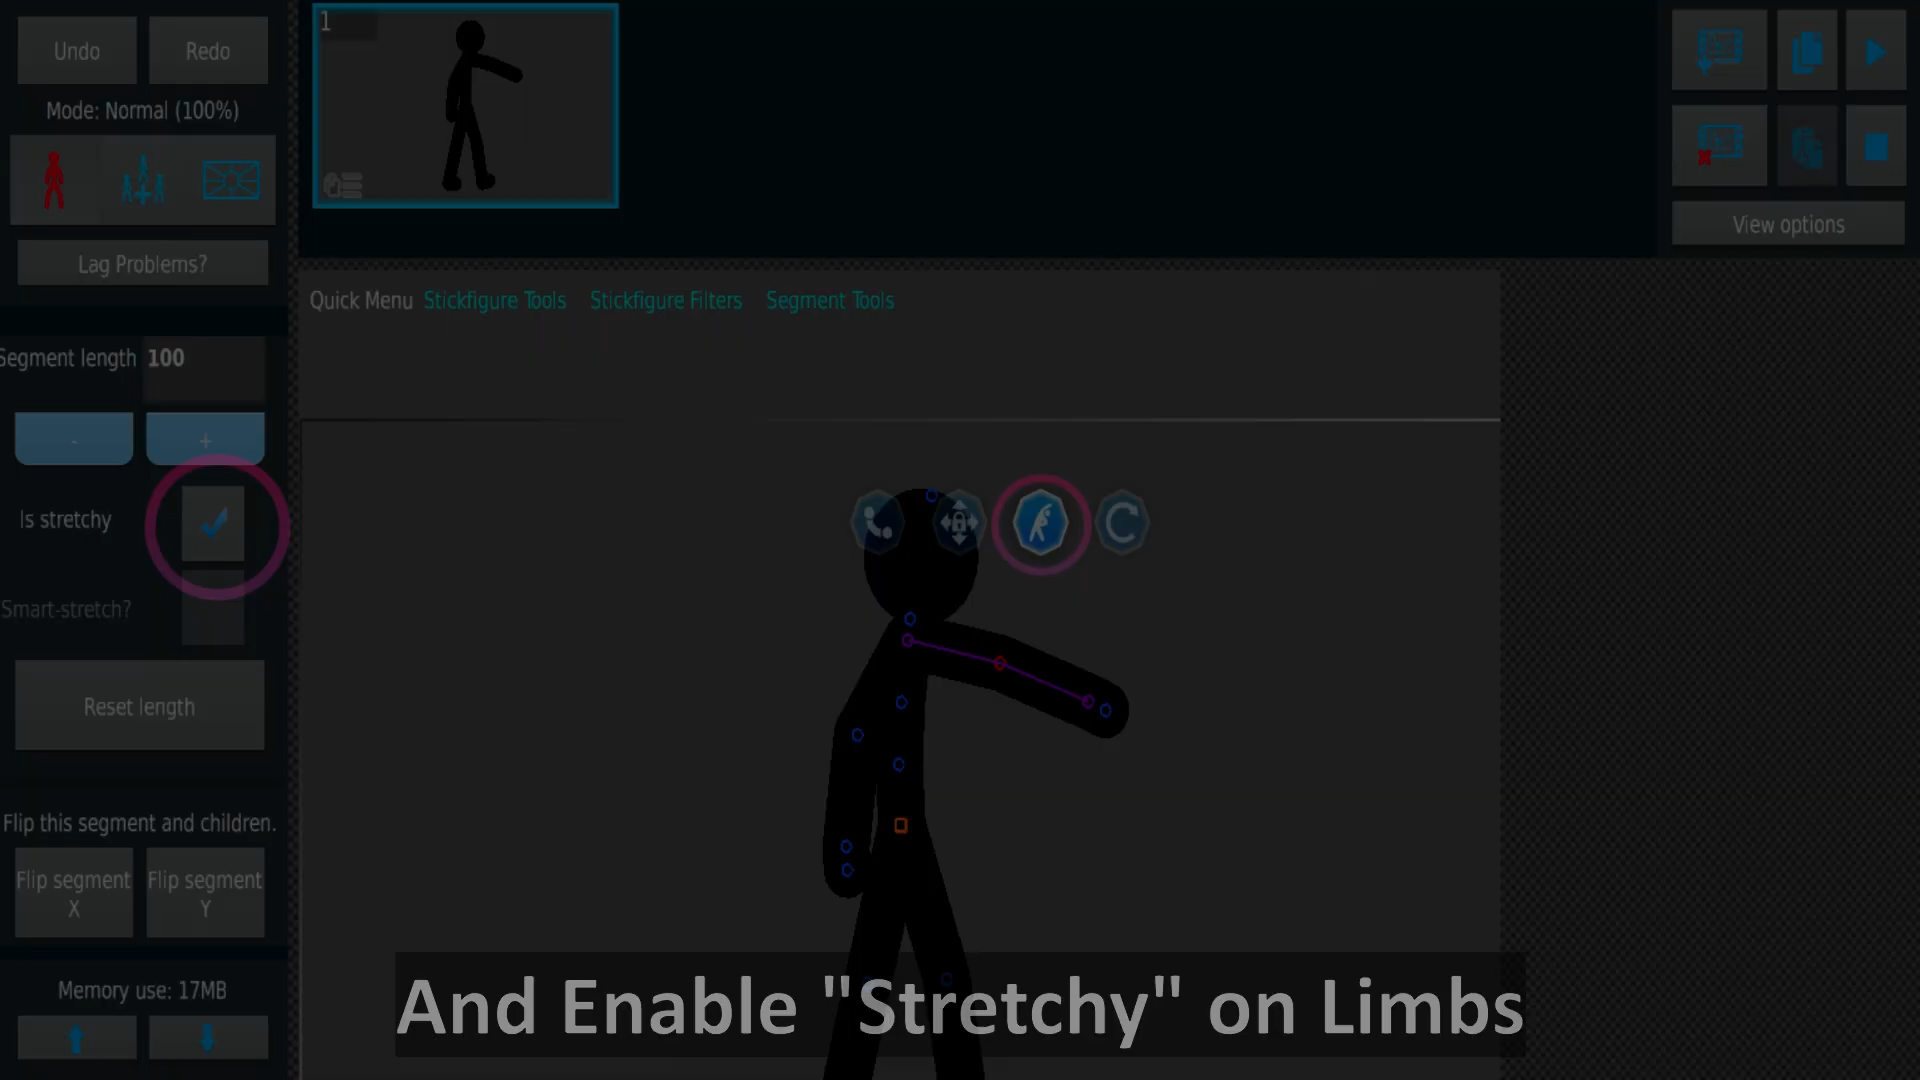 Undo
Redo
Mode: Normal (100%)
Lag Problems?
1
View options
Quick Menu Stickfigure Tools Stickfigure Filters Segment Tools
Segment length 100
- +
Is stretchy
Smart-stretch?
Reset length
Flip this segment and children.
Flip segment X
Flip segment Y
Memory use: 17MB
And Enable "Stretchy" on Limbs